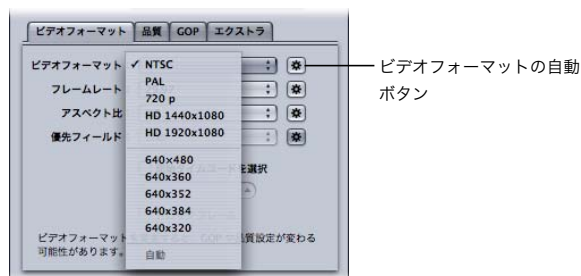 ビデオフォーマット 品質 GOP エクストラ
ビデオフォーマット ✓ NTSC
PAL
フレームレート
720 p
アスペクト比
HD 1440x1080
優先フィールド
HD 1920x1080
640×480
を選択
640x360
640x352
640x384
640x320
ビデオフォーマット 質設定が変わる
可能性があります。 自動
ビデオフォーマットの自動
ボタン